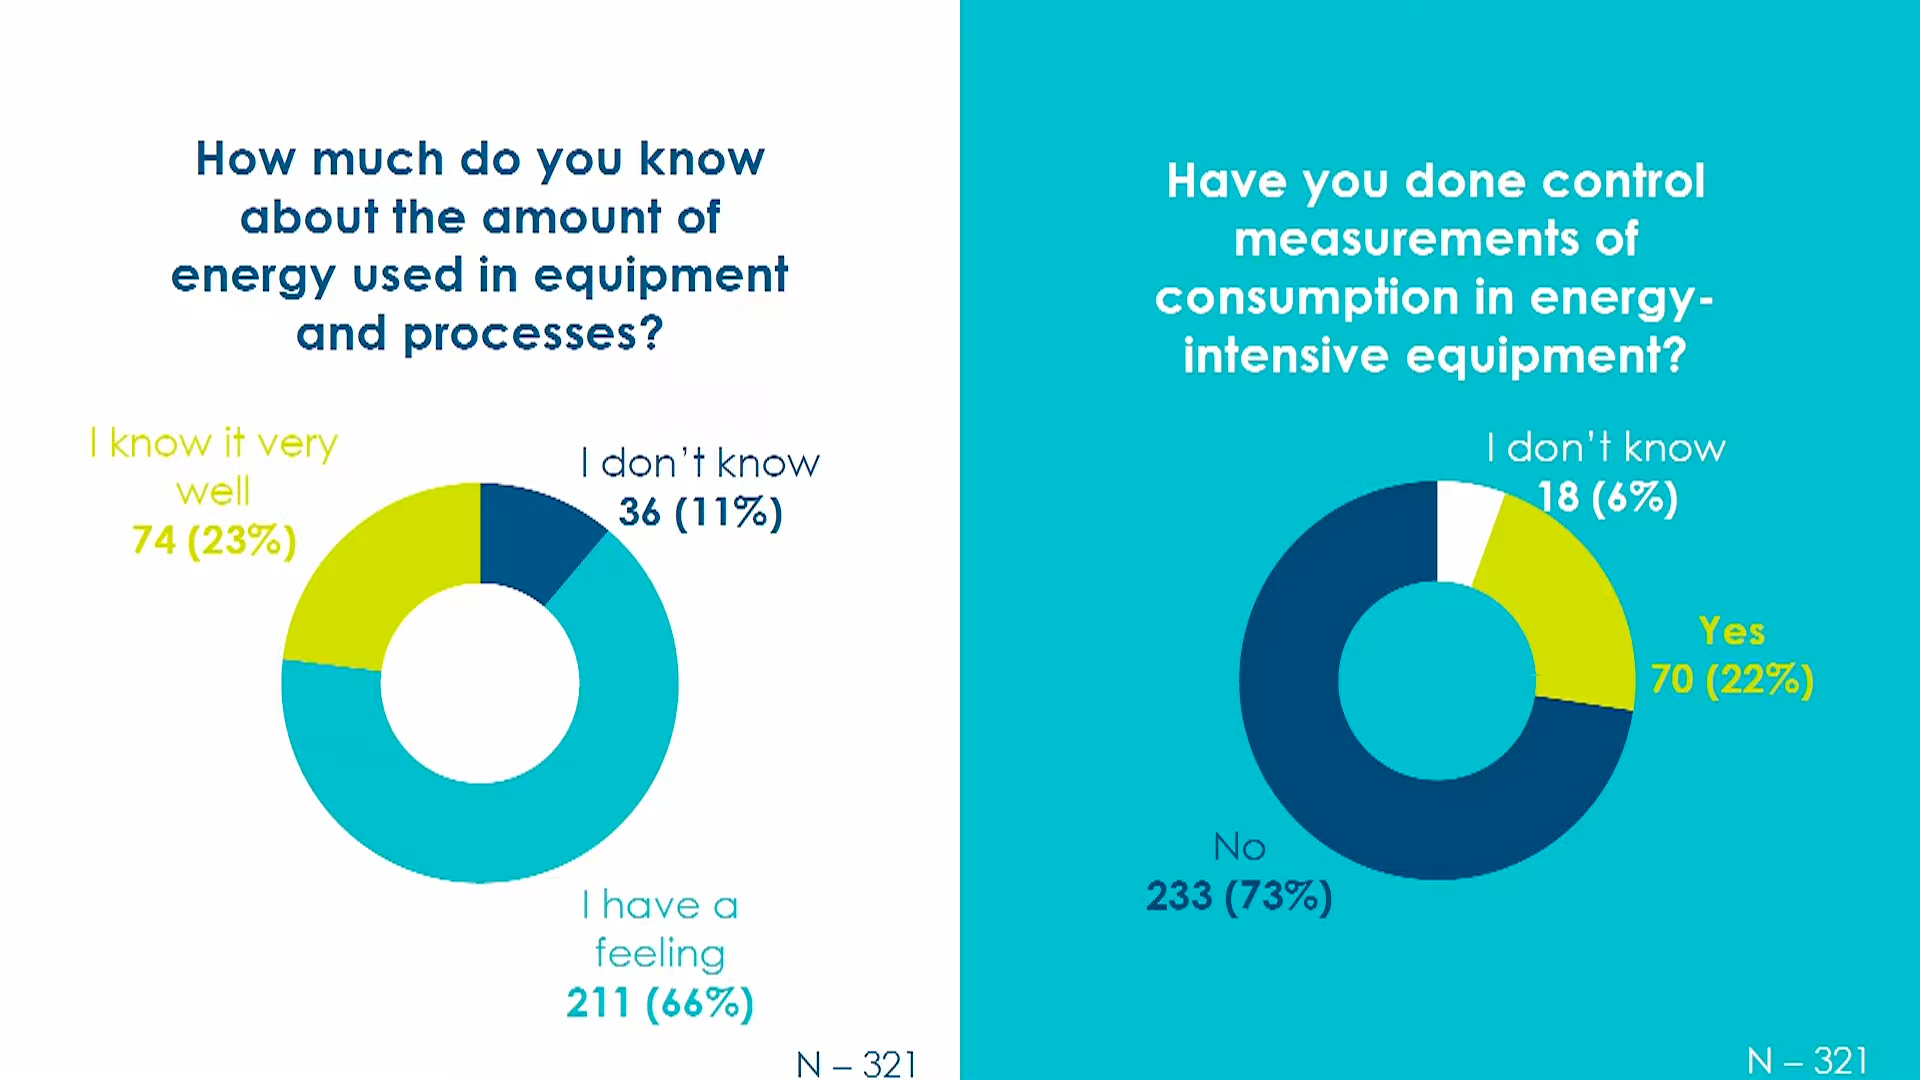 How much do you know
about the amount of
energy used in equipment
and processes?
I know it very
well
74 (23%)
I don't know
36 (11%)
I have a
feeling
211 (66%)
N – 321
Have you done control
measurements of
consumption in energy-
intensive equipment?
I don't know
18 (6%)
Yes
70 (22%)
No
233 (73%)
N – 321